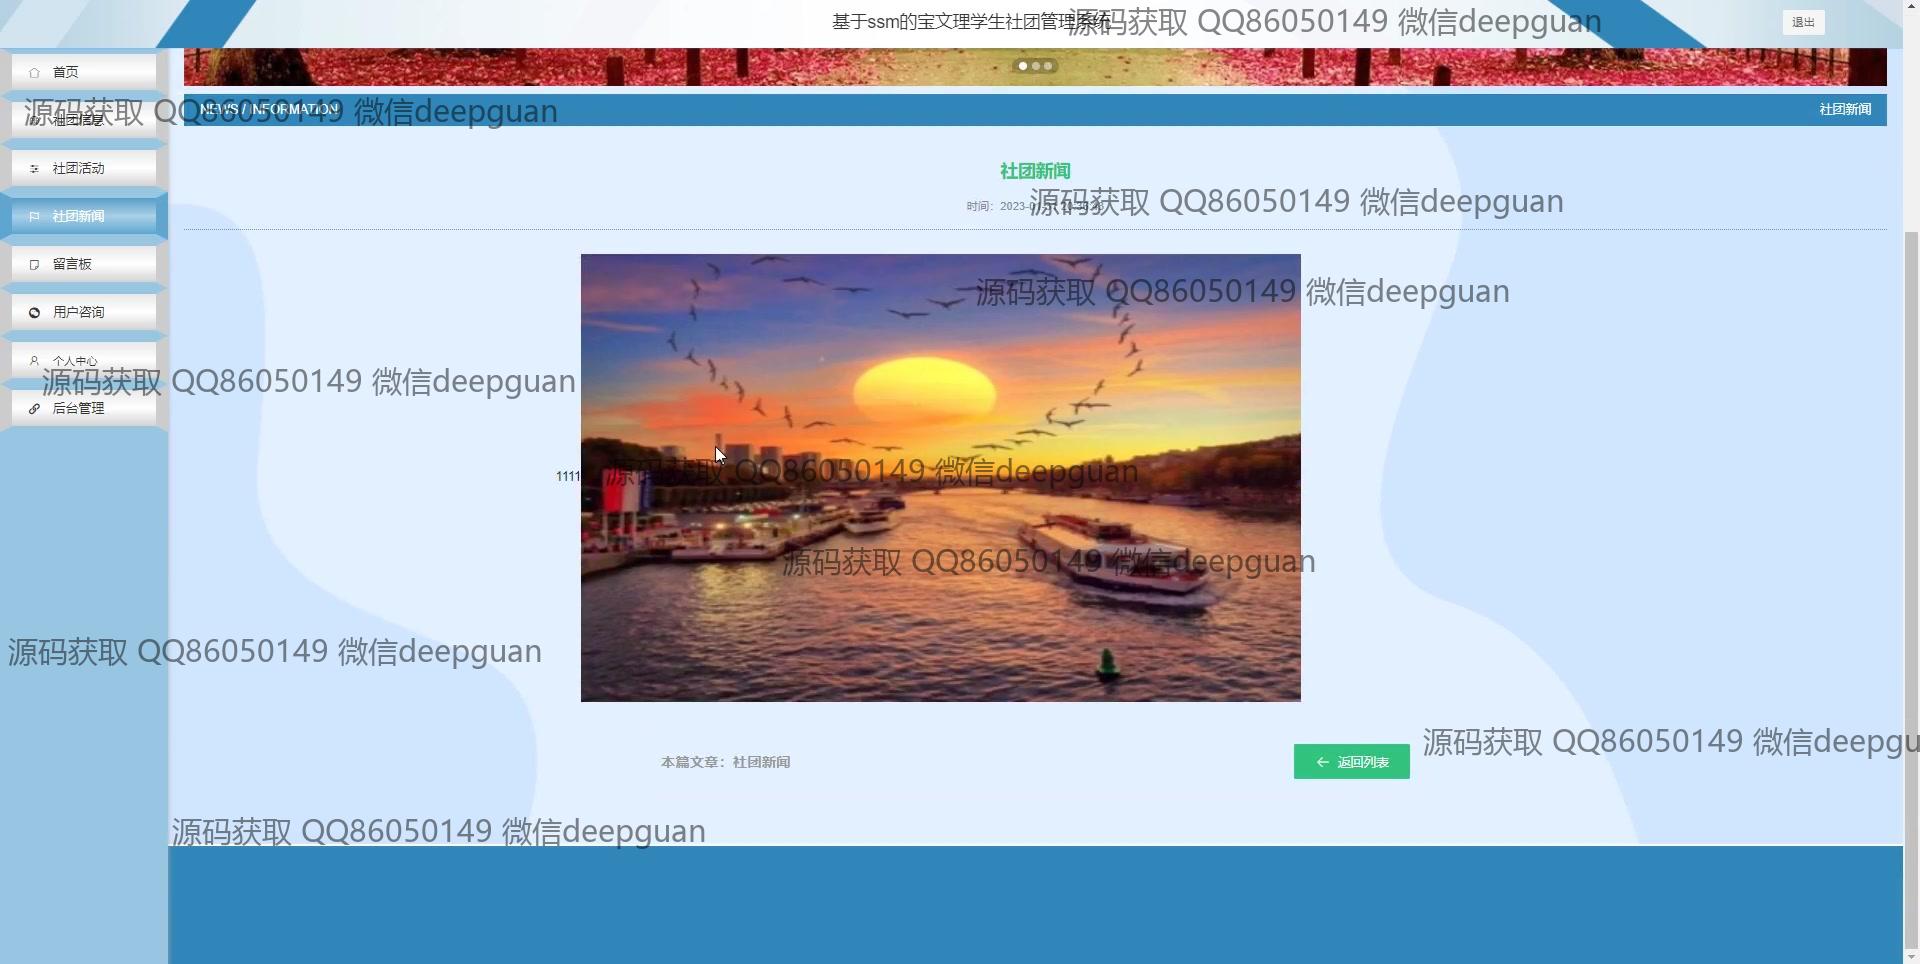 基于ssm的宝文理学生社团管理系统
源码获取 QQ86050149 微信deepguan
退出
首页
NEWS / INFORMATION
社团新闻
源码获取 QQ86050149 微信deepguan
社团信息
社团活动
社团新闻
源码获取 QQ86050149 微信deepguan
时间：2023-0
社团新闻
留言板
源码获取 QQ86050149 微信deepguan
用户咨询
个人中心
源码获取 QQ86050149 微信deepguan
后台管理
1111
源码获取 QQ86050149 微信deepguan
源码获取 QQ86050149 微信deepguan
源码获取 QQ86050149 微信deepguan
源码获取 QQ86050149 微信deepgu
本篇文章：社团新闻
返回列表
源码获取 QQ86050149 微信deepguan